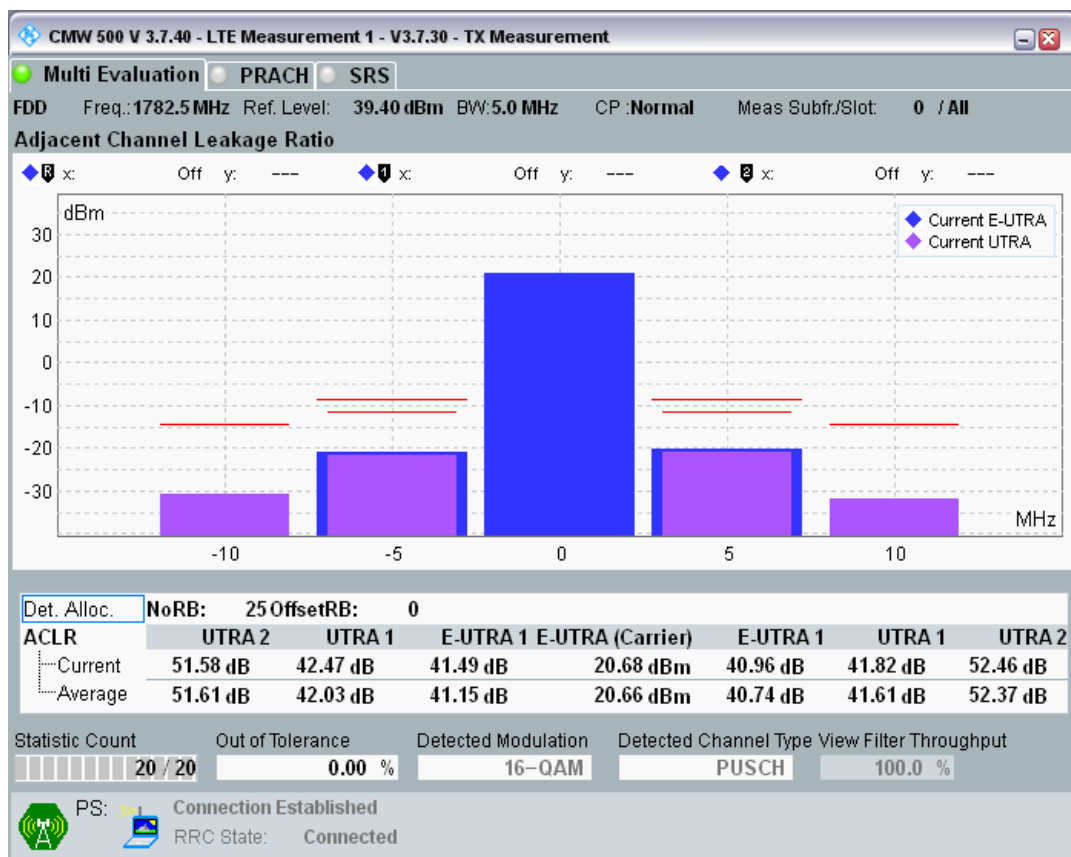 CMW 500 V 3.7.40 - LTE Measurement 1 - V3.7.30 - TX Measurement
Multi Evaluation PRACH SRS
FDD Freq.: 1782.5 MHz Ref. Level: 39.40 dBm BW: 5.0 MHz CP : Normal Meas Subfr./Slot: 0 / All
Adjacent Channel Leakage Ratio
R x: Off y: --- 1 x: Off y: --- 2 x: Off y: ---
dBm
Current E-UTRA
Current UTRA
30
20
10
0
-10
-20
-30
MHz
-10 -5 0 5 10
Det. Alloc. NoRB: 25 OffsetRB: 0
ACLR UTRA 2 UTRA 1 E-UTRA 1 E-UTRA (Carrier) E-UTRA 1 UTRA 1 UTRA 2
Current 51.58 dB 42.47 dB 41.49 dB 20.68 dBm 40.96 dB 41.82 dB 52.46 dB
Average 51.61 dB 42.03 dB 41.15 dB 20.66 dBm 40.74 dB 41.61 dB 52.37 dB
Statistic Count Out of Tolerance Detected Modulation Detected Channel Type View Filter Throughput
20 / 20 0.00 % 16-QAM PUSCH 100.0 %
PS: Connection Established
RRC State: Connected